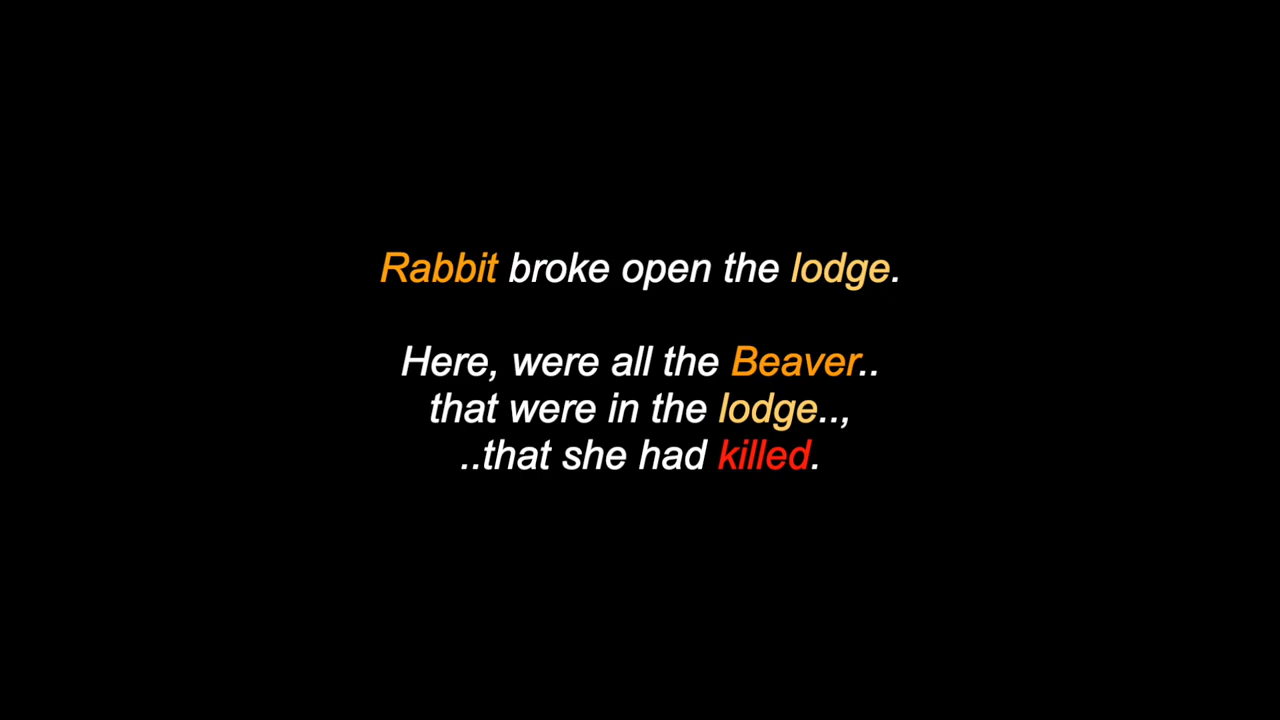 Rabbit broke open the lodge.
Here, were all the Beaver..
that were in the lodge..,
..that she had killed.